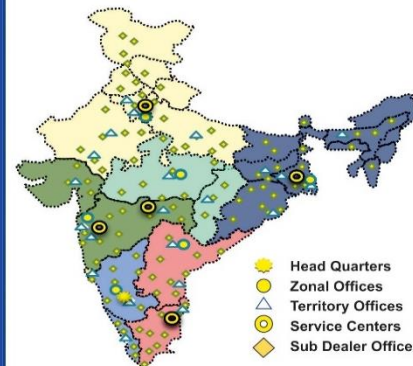 Head Quarters
Zonal Offices
Territory Offices
Service Centers
Sub Dealer Office